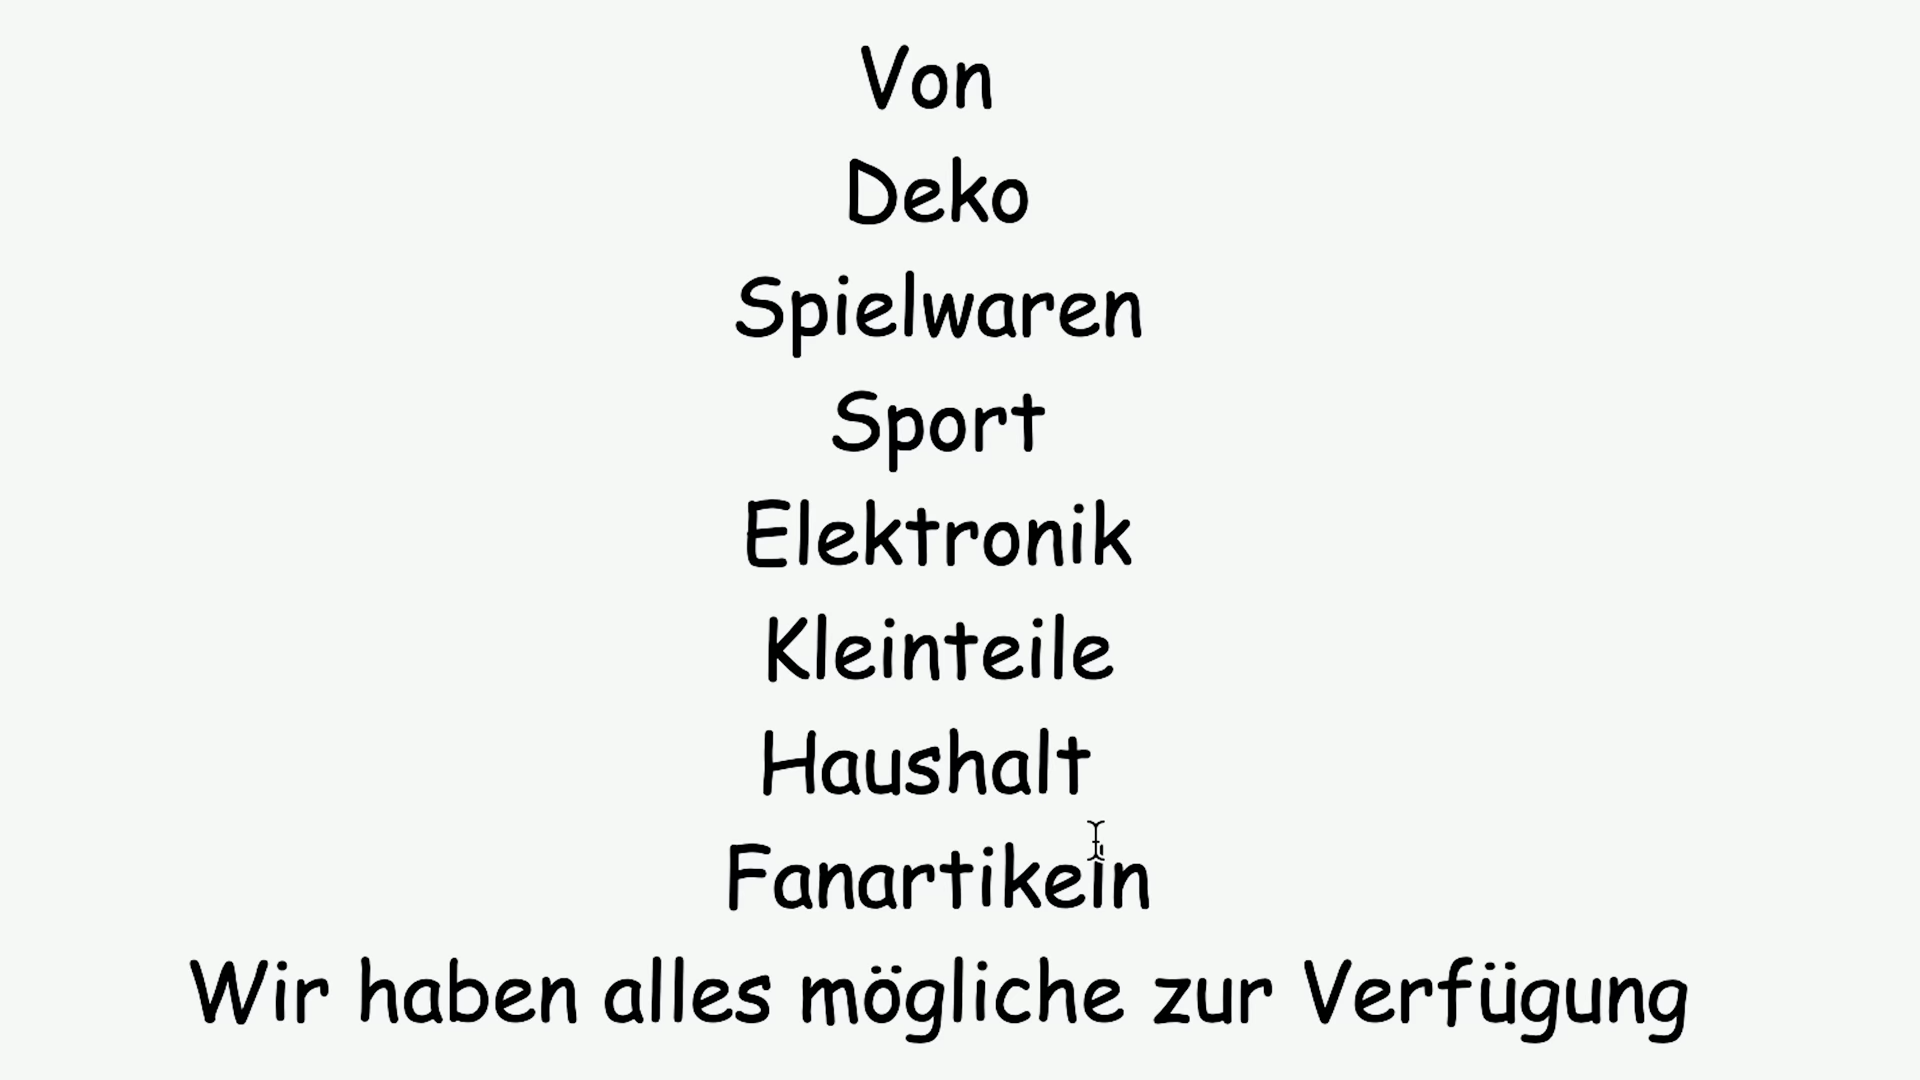 Von
Deko
Spielwaren
Sport
Elektronik
Kleinteile
Haushalt
Fanartikeln
Wir haben alles mögliche zur Verfügung